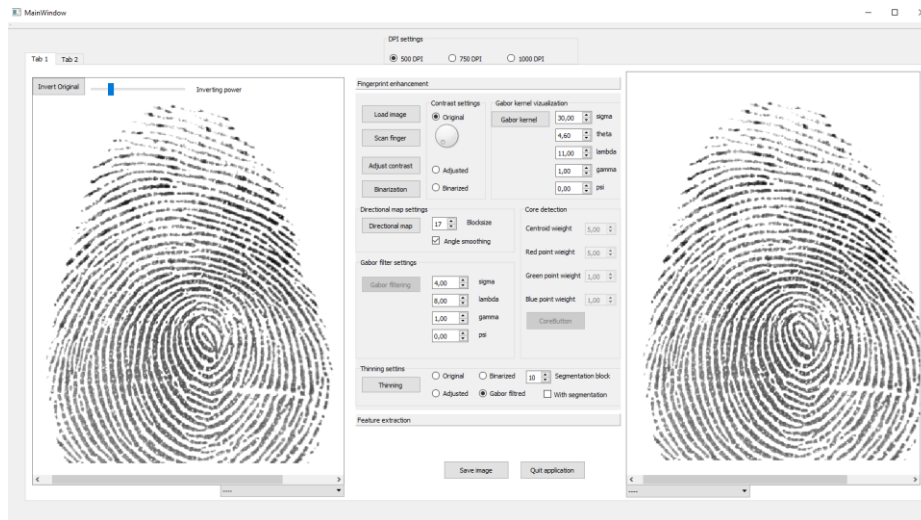 MainWindow
DPI settings
500 DPI
750 DPI
1000 DPI
Tab 1
Tab 2
Invert Original
Inverting power
Fingerprint enhancement
Load image
Scan finger
Adjust contrast
Binarization
Contrast settings
Original
Adjusted
Binarized
Gabor kernel vizualization
Gabor kernel
30,00 sigma
4,60 theta
11,00 lambda
1,00 gamma
0,00 psi
Directional map settings
Directional map
17 Blocksize
Angle smoothing
Core detection
Centroid wieght 5,00
Red point wieght 8,00
Green point wieght 1,00
Blue point wieght 1,00
CoreButton
Gabor filter settings
Gabor filtering
4,00 sigma
8,00 lambda
1,00 gamma
0,00 psi
Thinning settins
Thinning
Original
Binarized
10 Segmentation block
Adjusted
Gabor filtred
With segmentation
Feature extraction
Save image
Quit application
----
----